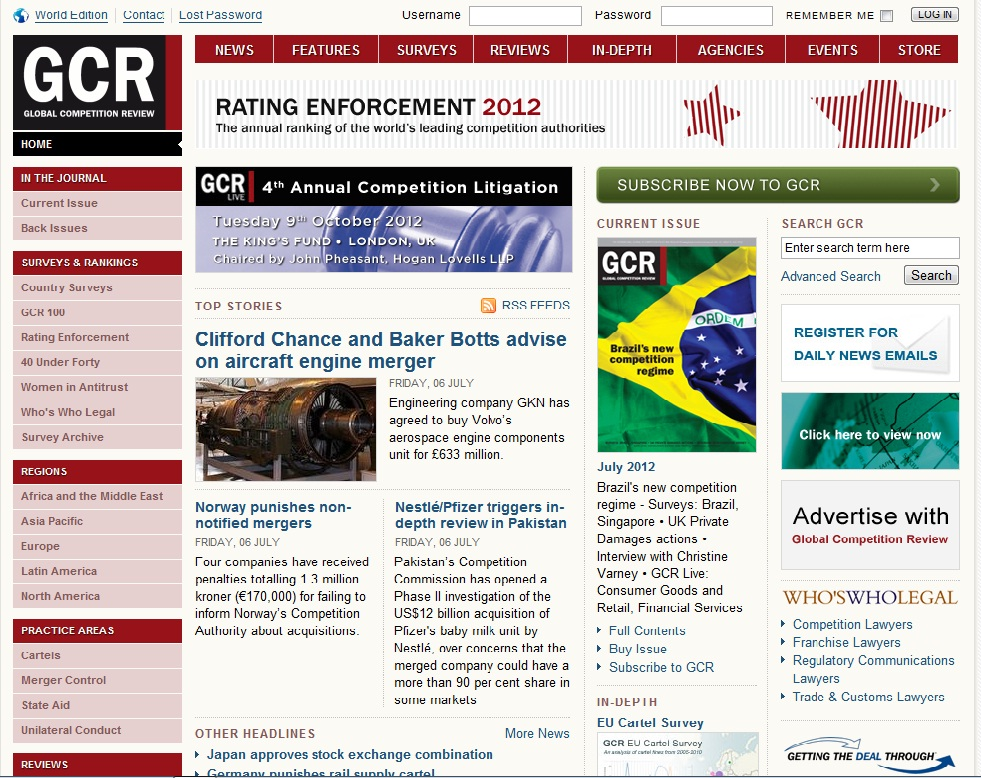 World Edition
Contact
Lost Password
Username
Password
REMEMBER ME
LOG IN
GCR
GLOBAL COMPETITION REVIEW
HOME
NEWS
FEATURES
SURVEYS
REVIEWS
IN-DEPTH
AGENCIES
EVENTS
STORE
RATING ENFORCEMENT 2012
The annual ranking of the world's leading competition authorities
IN THE JOURNAL
Current Issue
Back Issues
SURVEYS & RANKINGS
Country Surveys
GCR 100
Rating Enforcement
40 Under Forty
Women in Antitrust
Who's Who Legal
Survey Archive
REGIONS
Africa and the Middle East
Asia Pacific
Europe
Latin America
North America
PRACTICE AREAS
Cartels
Merger Control
State Aid
Unilateral Conduct
REVIEWS
GCR LIVE
4th Annual Competition Litigation
Tuesday 9th October 2012
THE KING'S FUND • LONDON, UK
Chaired by John Pheasant, Hogan Lovells LLP
TOP STORIES
RSS FEEDS
Clifford Chance and Baker Botts advise
on aircraft engine merger
FRIDAY, 06 JULY
Engineering company GKN has
agreed to buy Volvo's
aerospace engine components
unit for £633 million.
Norway punishes non-
notified mergers
FRIDAY, 06 JULY
Four companies have received
penalties totalling 1.3 million
kroner (€170,000) for failing to
inform Norway's Competition
Authority about acquisitions.
Nestlé/Pfizer triggers in-
depth review in Pakistan
FRIDAY, 06 JULY
Pakistan's Competition
Commission has opened a
Phase II investigation of the
US$12 billion acquisition of
Pfizer's baby milk unit by
Nestlé, over concerns that the
merged company could have a
more than 90 per cent share in
some markets
OTHER HEADLINES
More News
Japan approves stock exchange combination
Germany punishes rail supply cartel
SUBSCRIBE NOW TO GCR
CURRENT ISSUE
GCR
GLOBAL COMPETITION REVIEW
ORDEM E
Brazil's new
competition
regime
July 2012
Brazil's new competition
regime - Surveys: Brazil,
Singapore • UK Private
Damages actions •
Interview with Christine
Varney • GCR Live:
Consumer Goods and
Retail, Financial Services
Full Contents
Buy Issue
Subscribe to GCR
IN-DEPTH
EU Cartel Survey
GCR EU Cartel Survey
An analysis of cartel fines from 2005-2010
SEARCH GCR
Enter search term here
Advanced Search
Search
REGISTER FOR
DAILY NEWS EMAILS
Click here to view now
Advertise with
Global Competition Review
WHO'SWHOLEGAL
Competition Lawyers
Franchise Lawyers
Regulatory Communications
Lawyers
Trade & Customs Lawyers
GETTING THE DEAL THROUGH